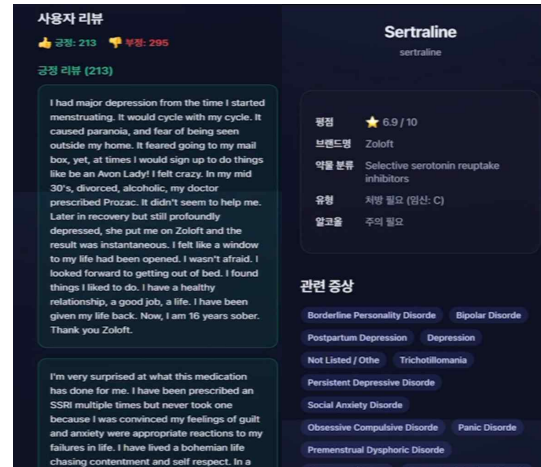 사용자 리뷰
👍 긍정: 213 👎 부정: 295
긍정 리뷰 (213)
I had major depression from the time I started
menstruating. It would cycle with my cycle. It
caused paranoia, and fear of being seen
outside my home. It feared going to my mail
box, yet, at times I would sign up to do things
like be an Avon Lady! I felt crazy. In my mid
30's, divorced, alcoholic, my doctor
prescribed Prozac. It didn't seem to help me.
Later in recovery but still profoundly
depressed, she put me on Zoloft and the
result was instantaneous. I felt like a window
to my life had been opened. I wasn't afraid. I
looked forward to getting out of bed. I found
things I liked to do. I have a healthy
relationship, a good job, a life. I have been
given my life back. Now, I am 16 years sober.
Thank you Zoloft.
I'm very surprised at what this medication
has done for me. I have been prescribed an
SSRI multiple times but never took one
because I was convinced my feelings of guilt
and anxiety were appropriate reactions to my
failures in life. I have lived a bohemian life
chasing contentment and self respect. In a
Sertraline
sertraline
평점 ⭐ 6.9 / 10
브랜드명 Zoloft
약물 분류 Selective serotonin reuptake
inhibitors
유형 처방 필요 (임신: C)
알코올 주의 필요
관련 증상
Borderline Personality Disorde Bipolar Disorde
Postpartum Depression Depression
Not Listed / Othe Trichotillomania
Persistent Depressive Disorde
Social Anxiety Disorde
Obsessive Compulsive Disorde Panic Disorde
Premenstrual Dysphoric Disorde